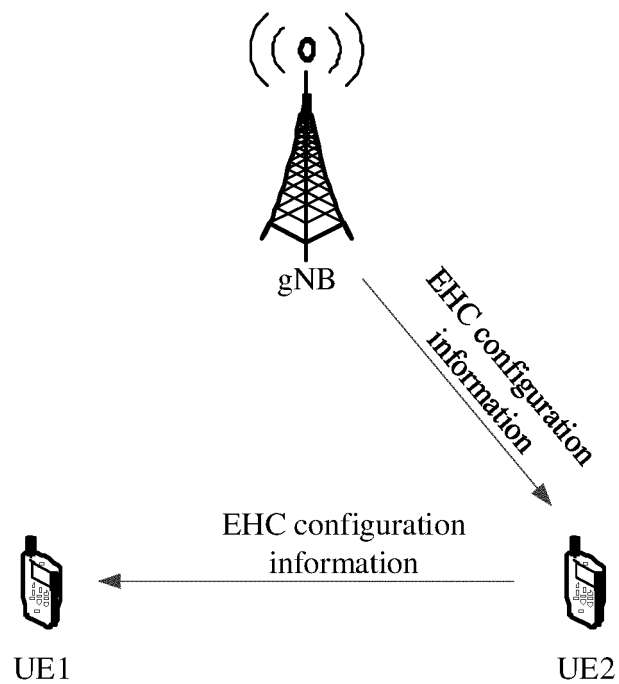 gNB
EHC configuration
information
EHC configuration
information
UE1
UE2